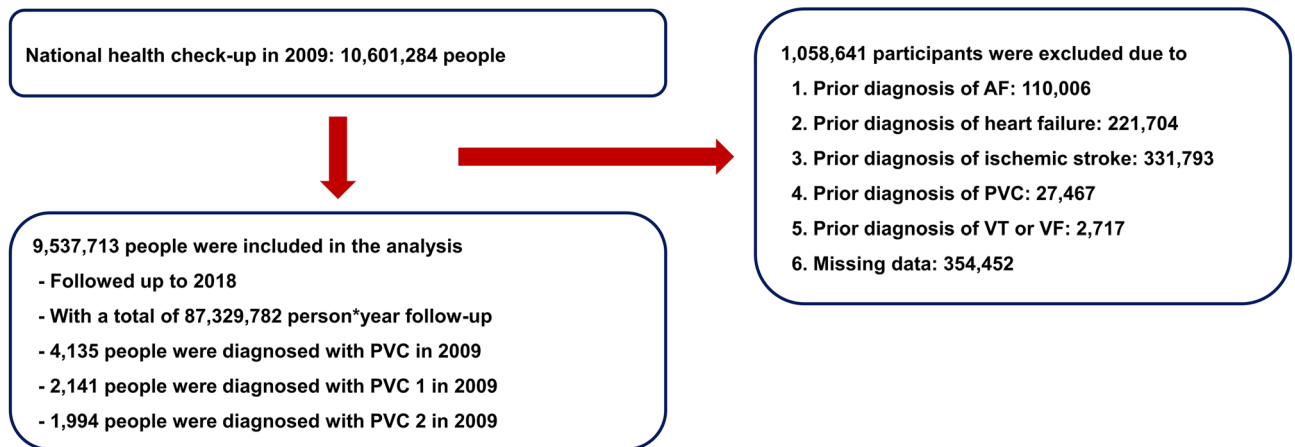 National health check-up in 2009: 10,601,284 people
1,058,641 participants were excluded due to
1. Prior diagnosis of AF: 110,006
2. Prior diagnosis of heart failure: 221,704
3. Prior diagnosis of ischemic stroke: 331,793
4. Prior diagnosis of PVC: 27,467
5. Prior diagnosis of VT or VF: 2,717
6. Missing data: 354,452
9,537,713 people were included in the analysis
- Followed up to 2018
- With a total of 87,329,782 person*year follow-up
- 4,135 people were diagnosed with PVC in 2009
- 2,141 people were diagnosed with PVC 1 in 2009
- 1,994 people were diagnosed with PVC 2 in 2009